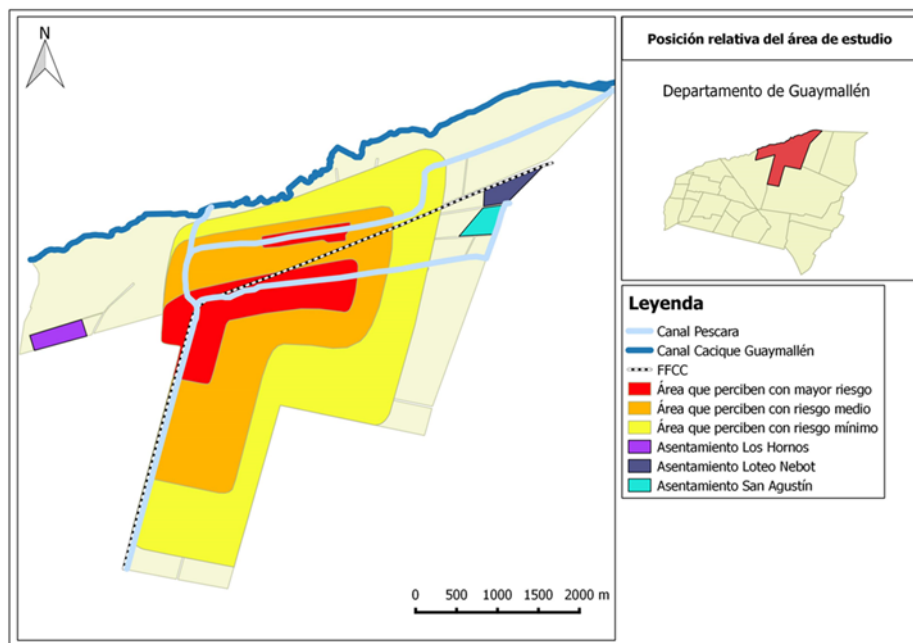 N
Posición relativa del área de estudio
Departamento de Guaymallén
Leyenda
Canal Pescara
Canal Cacique Guaymallén
FFCC
Área que perciben con mayor riesgo
Área que perciben con riesgo medio
Área que perciben con riesgo mínimo
Asentamiento Los Hornos
Asentamiento Loteo Nebot
Asentamiento San Agustín
0 500 1000 1500 2000 m